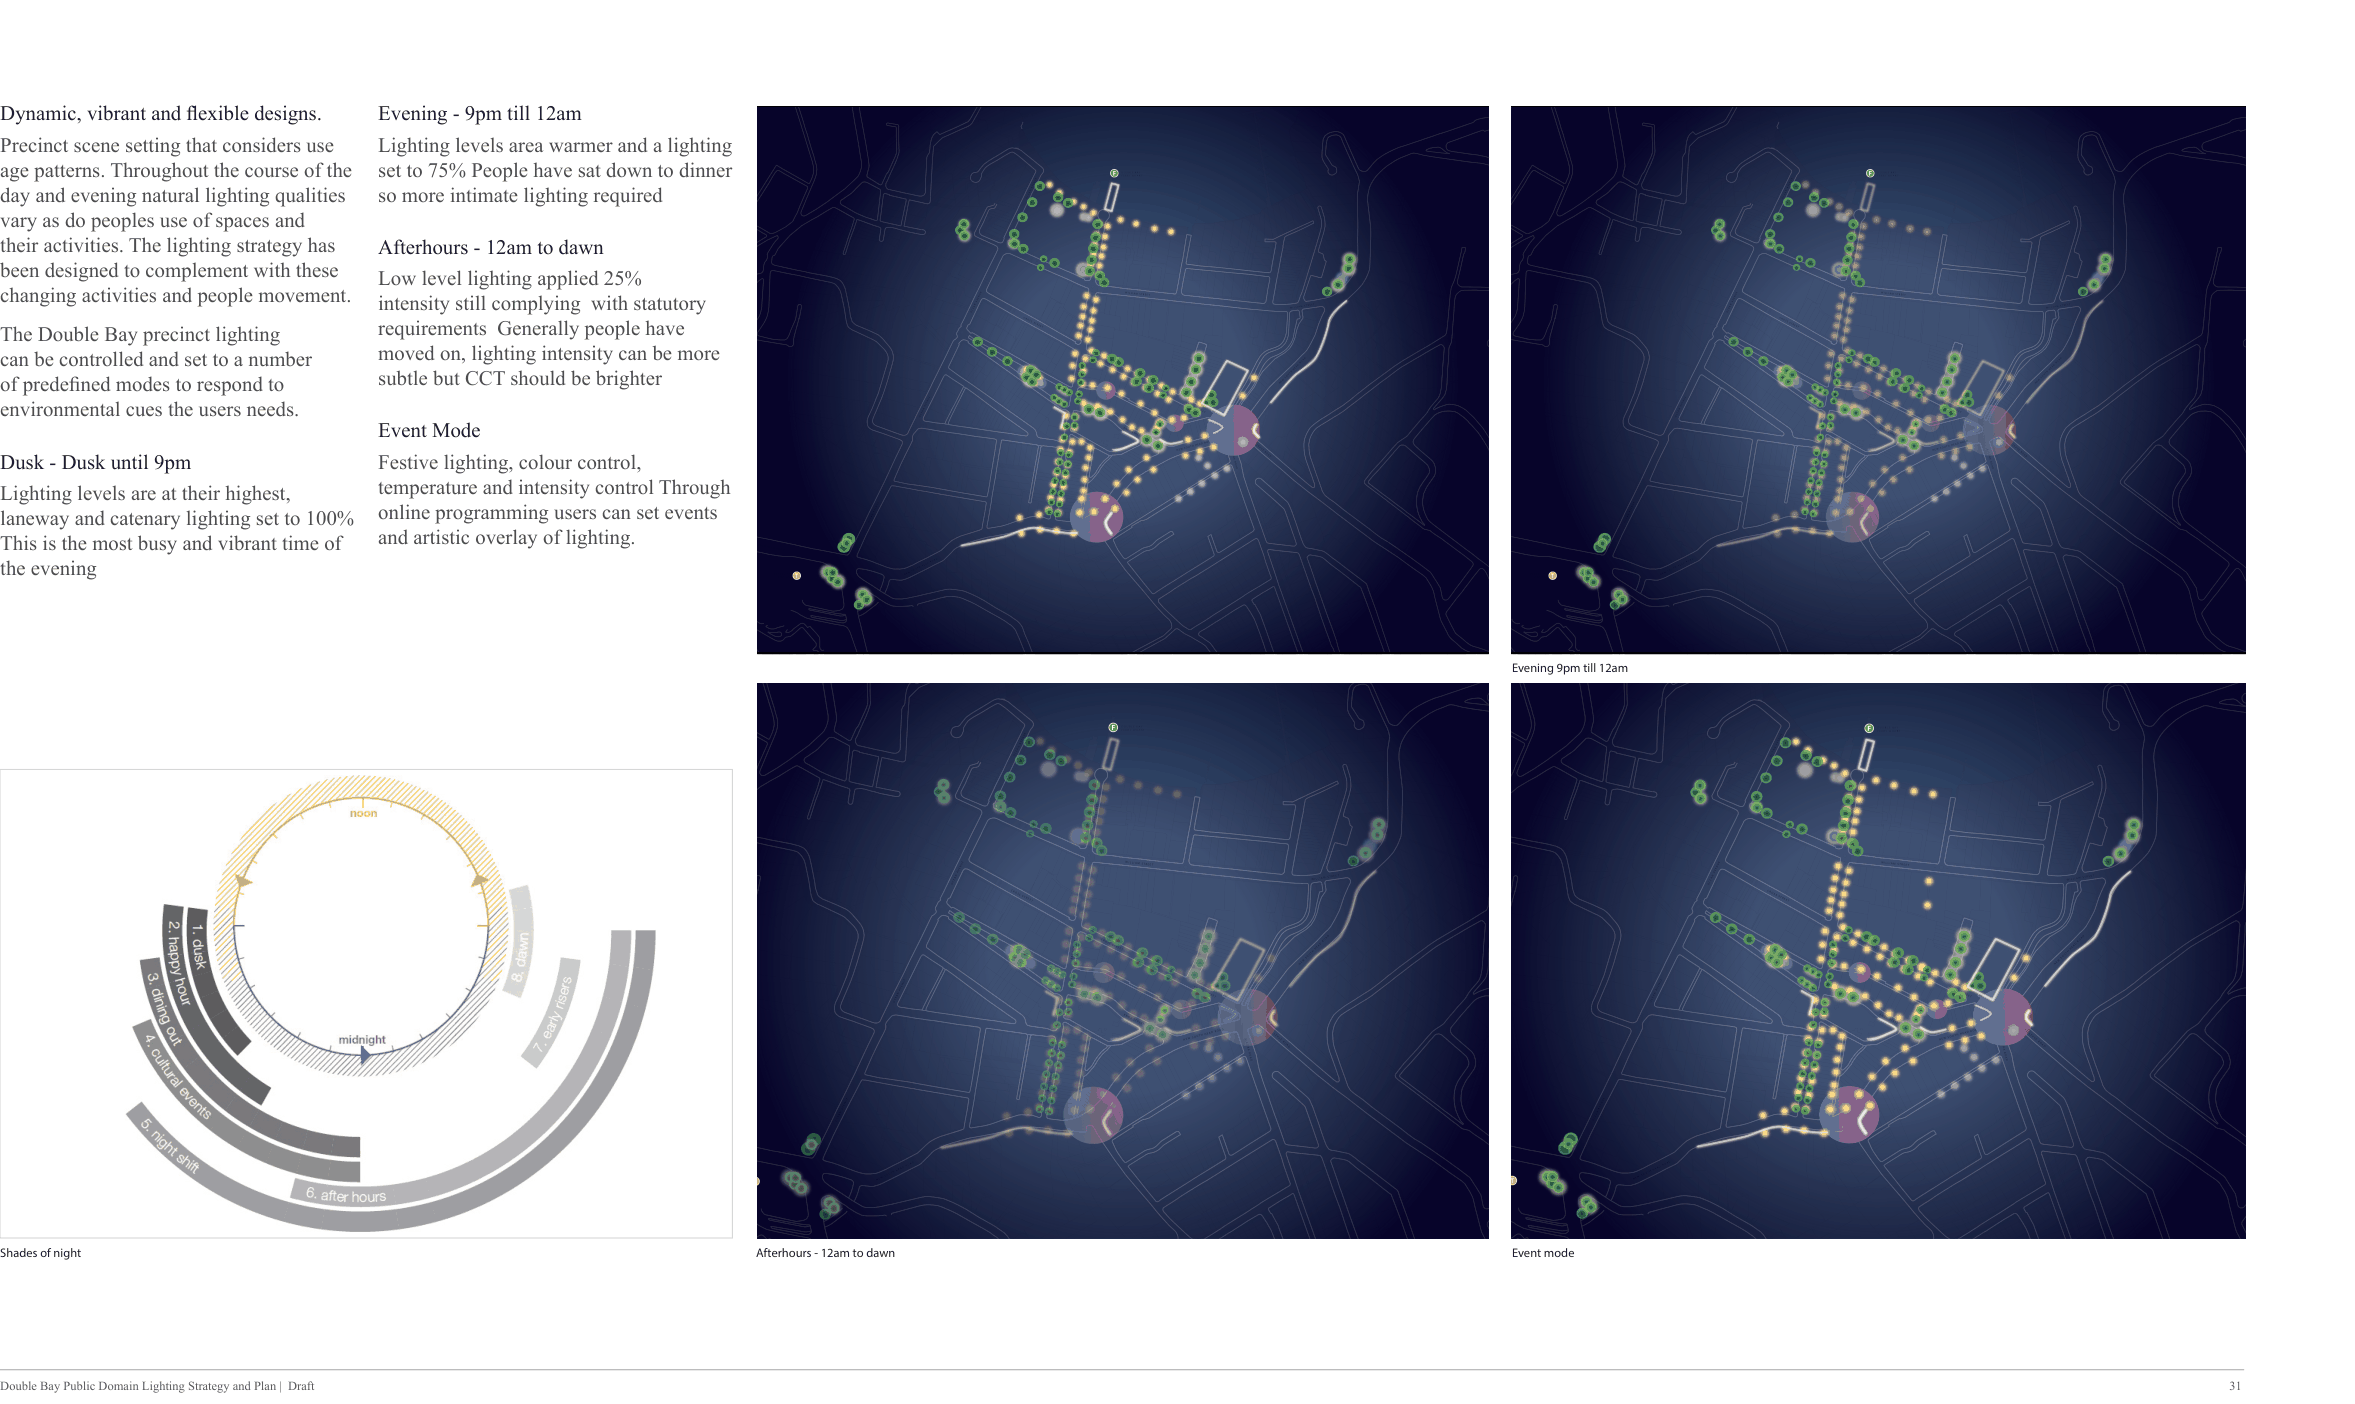 Dynamic, vibrant and flexible designs.
Precinct scene setting that considers use
age patterns. Throughout the course of the
day and evening natural lighting qualities
vary as do peoples use of spaces and
their activities. The lighting strategy has
been designed to complement with these
changing activities and people movement.
The Double Bay precinct lighting
can be controlled and set to a number
of predefined modes to respond to
environmental cues the users needs.
Dusk - Dusk until 9pm
Lighting levels are at their highest,
laneway and catenary lighting set to 100%
This is the most busy and vibrant time of
the evening
Evening - 9pm till 12am
Lighting levels area warmer and a lighting
set to 75% People have sat down to dinner
so more intimate lighting required
Afterhours - 12am to dawn
Low level lighting applied 25%
intensity still complying  with statutory
requirements  Generally people have
moved on, lighting intensity can be more
subtle but CCT should be brighter
Event Mode
Festive lighting, colour control,
temperature and intensity control Through
online programming users can set events
and artistic overlay of lighting.
F
F
Evening 9pm till 12am
noon
midnight
1. dusk
2. happy hour
3. dining out
4. cultural events
5. night shift
6. after hours
7. early risers
8. dawn
Shades of night
F
F
Afterhours - 12am to dawn
Event mode
Double Bay Public Domain Lighting Strategy and Plan | Draft
31